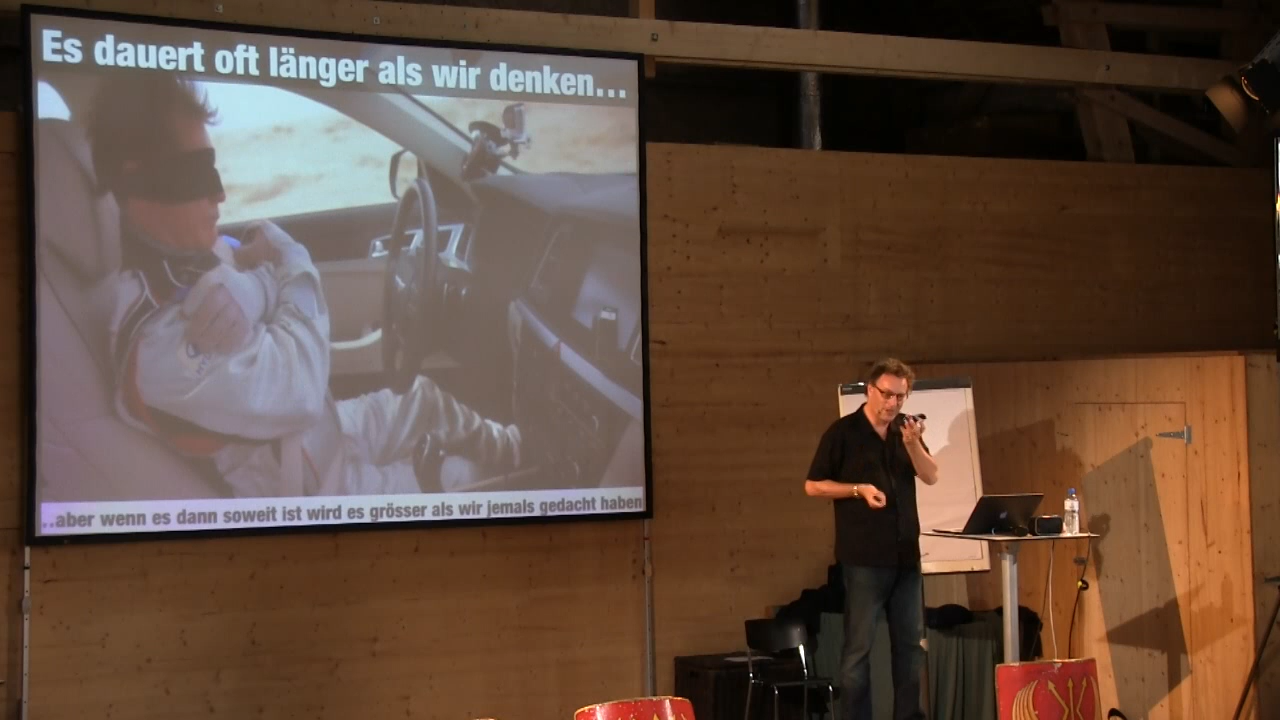 Es dauert oft länger als wir denken...
..aber wenn es dann soweit ist wird es grösser als wir jemals gedacht haben